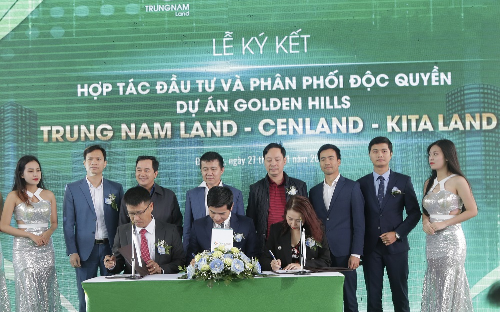 TRUNGNAM
Land
LỄ KÝ KẾT
HỢP TÁC ĐẦU TƯ VÀ PHÂN PHỐI ĐỘC QUYỀN
DỰ ÁN GOLDEN HILLS
TRUNG NAM LAND - CENLAND - KITA LAND
ngày 27